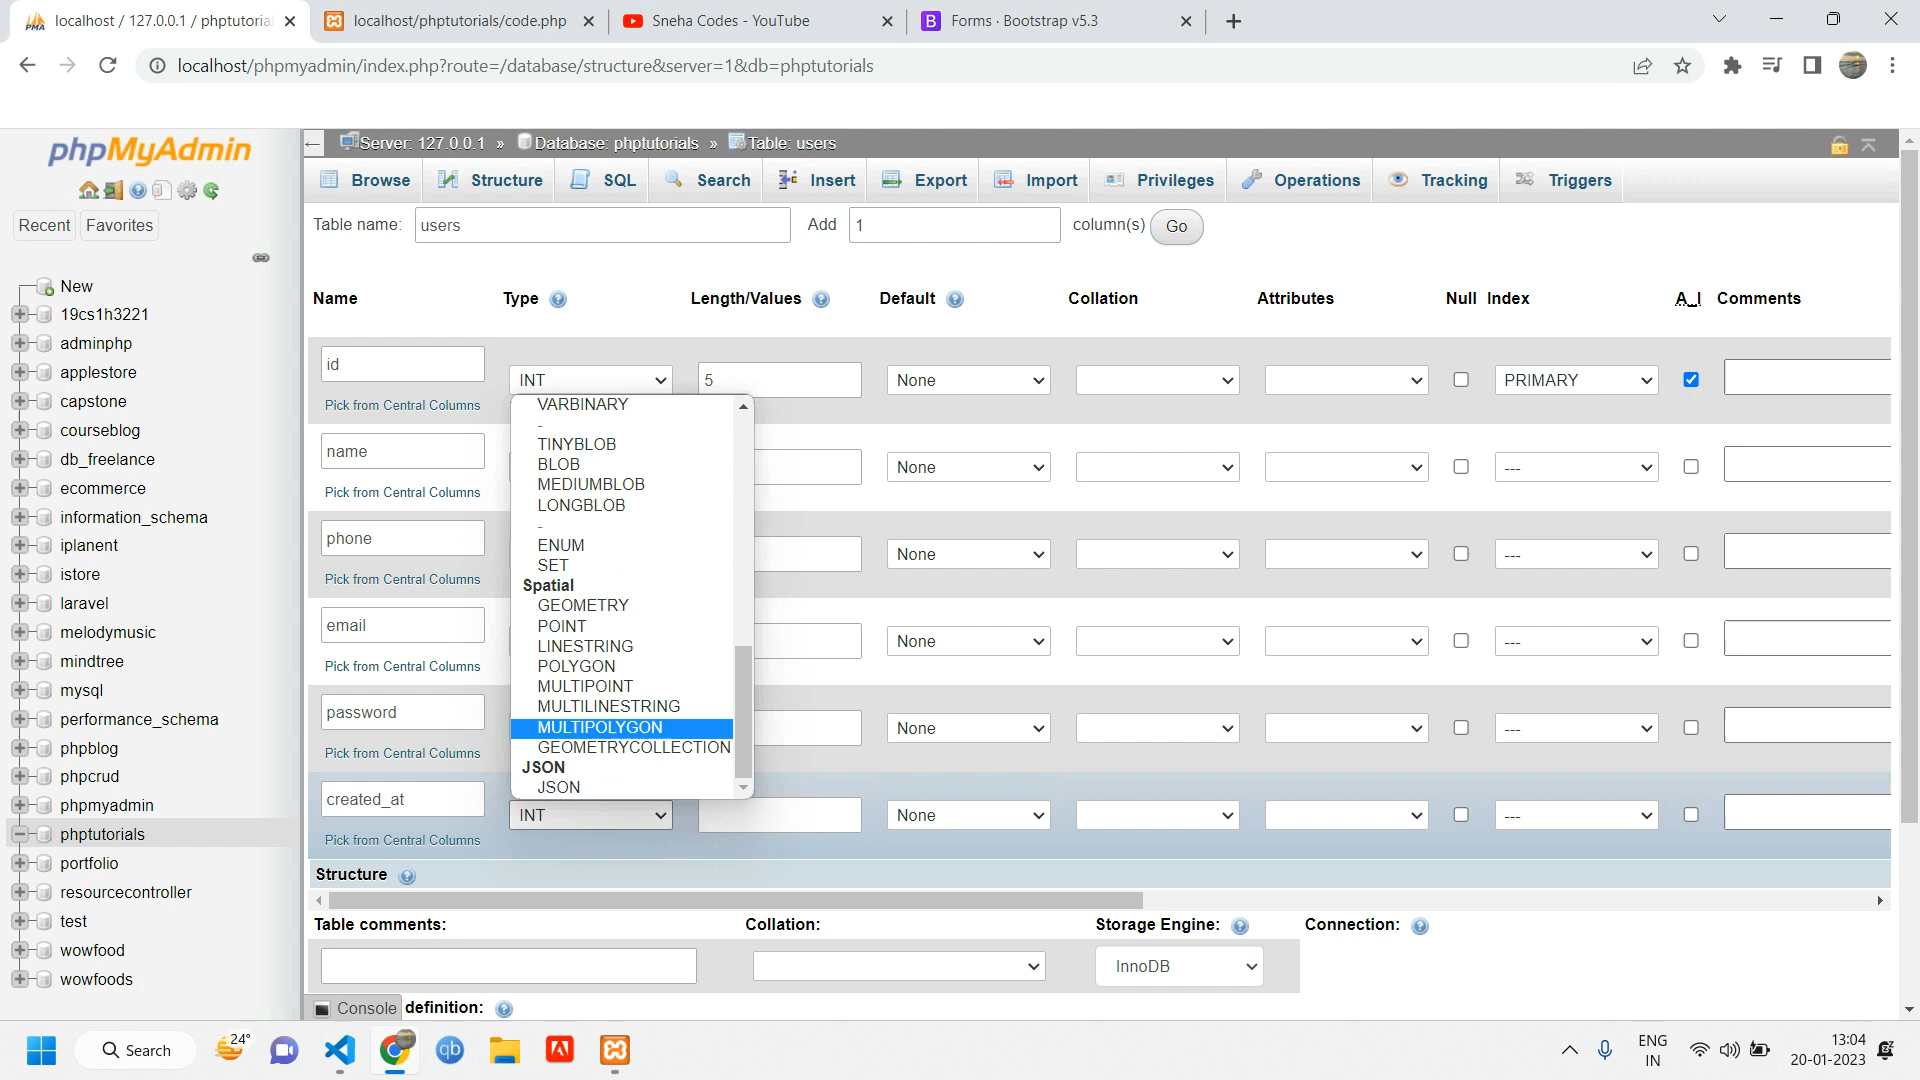 localhost / 127.0.0.1 / phptutorial
localhost/phptutorials/code.php
Sneha Codes - YouTube
Forms · Bootstrap v5.3
localhost/phpmyadmin/index.php?route=/database/structure&server=1&db=phptutorials
phpMyAdmin
Recent
Favorites
New
19cs1h3221
adminphp
applestore
capstone
courseblog
db_freelance
ecommerce
information_schema
iplanent
istore
laravel
melodymusic
mindtree
mysql
performance_schema
phpblog
phpcrud
phpmyadmin
phptutorials
portfolio
resourcecontroller
test
wowfood
wowfoods
Server: 127.0.0.1 » Database: phptutorials » Table: users
Browse Structure SQL Search Insert Export Import Privileges Operations Tracking Triggers
Table name: users Add 1 column(s) Go
Name Type Length/Values Default Collation Attributes Null Index A_I Comments
id INT 5 None PRIMARY
Pick from Central Columns
name None ---
Pick from Central Columns
phone None ---
Pick from Central Columns
email None ---
Pick from Central Columns
password None ---
Pick from Central Columns
created_at INT None ---
Pick from Central Columns
VARBINARY
-
TINYBLOB
BLOB
MEDIUMBLOB
LONGBLOB
-
ENUM
SET
Spatial
GEOMETRY
POINT
LINESTRING
POLYGON
MULTIPOINT
MULTILINESTRING
MULTIPOLYGON
GEOMETRYCOLLECTION
JSON
JSON
Structure
Table comments: Collation: Storage Engine: Connection:
InnoDB
Console definition:
Search
24°
qb
ENG
IN
13:04
20-01-2023